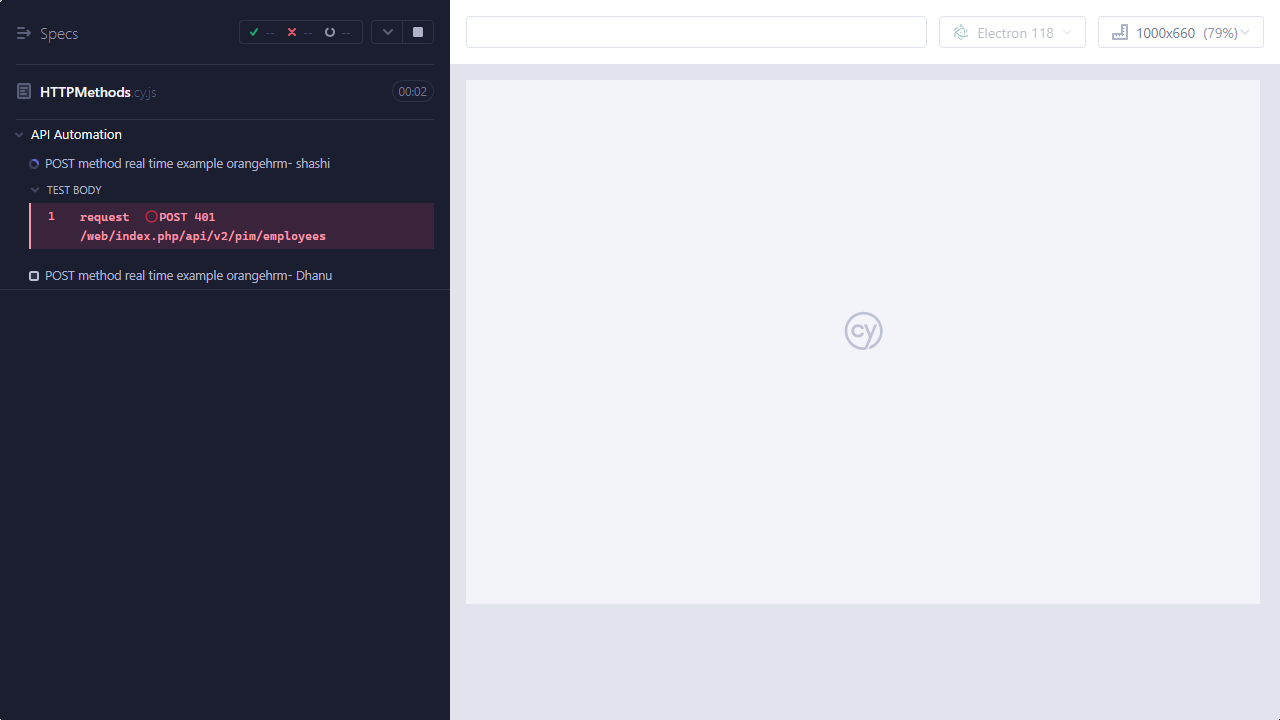 Specs
-- -- --
Electron 118
1000x660 (79%)
HTTPMethods.cy.js
00:02
API Automation
POST method real time example orangehrm- shashi
TEST BODY
1 request POST 401
/web/index.php/api/v2/pim/employees
POST method real time example orangehrm- Dhanu
cy